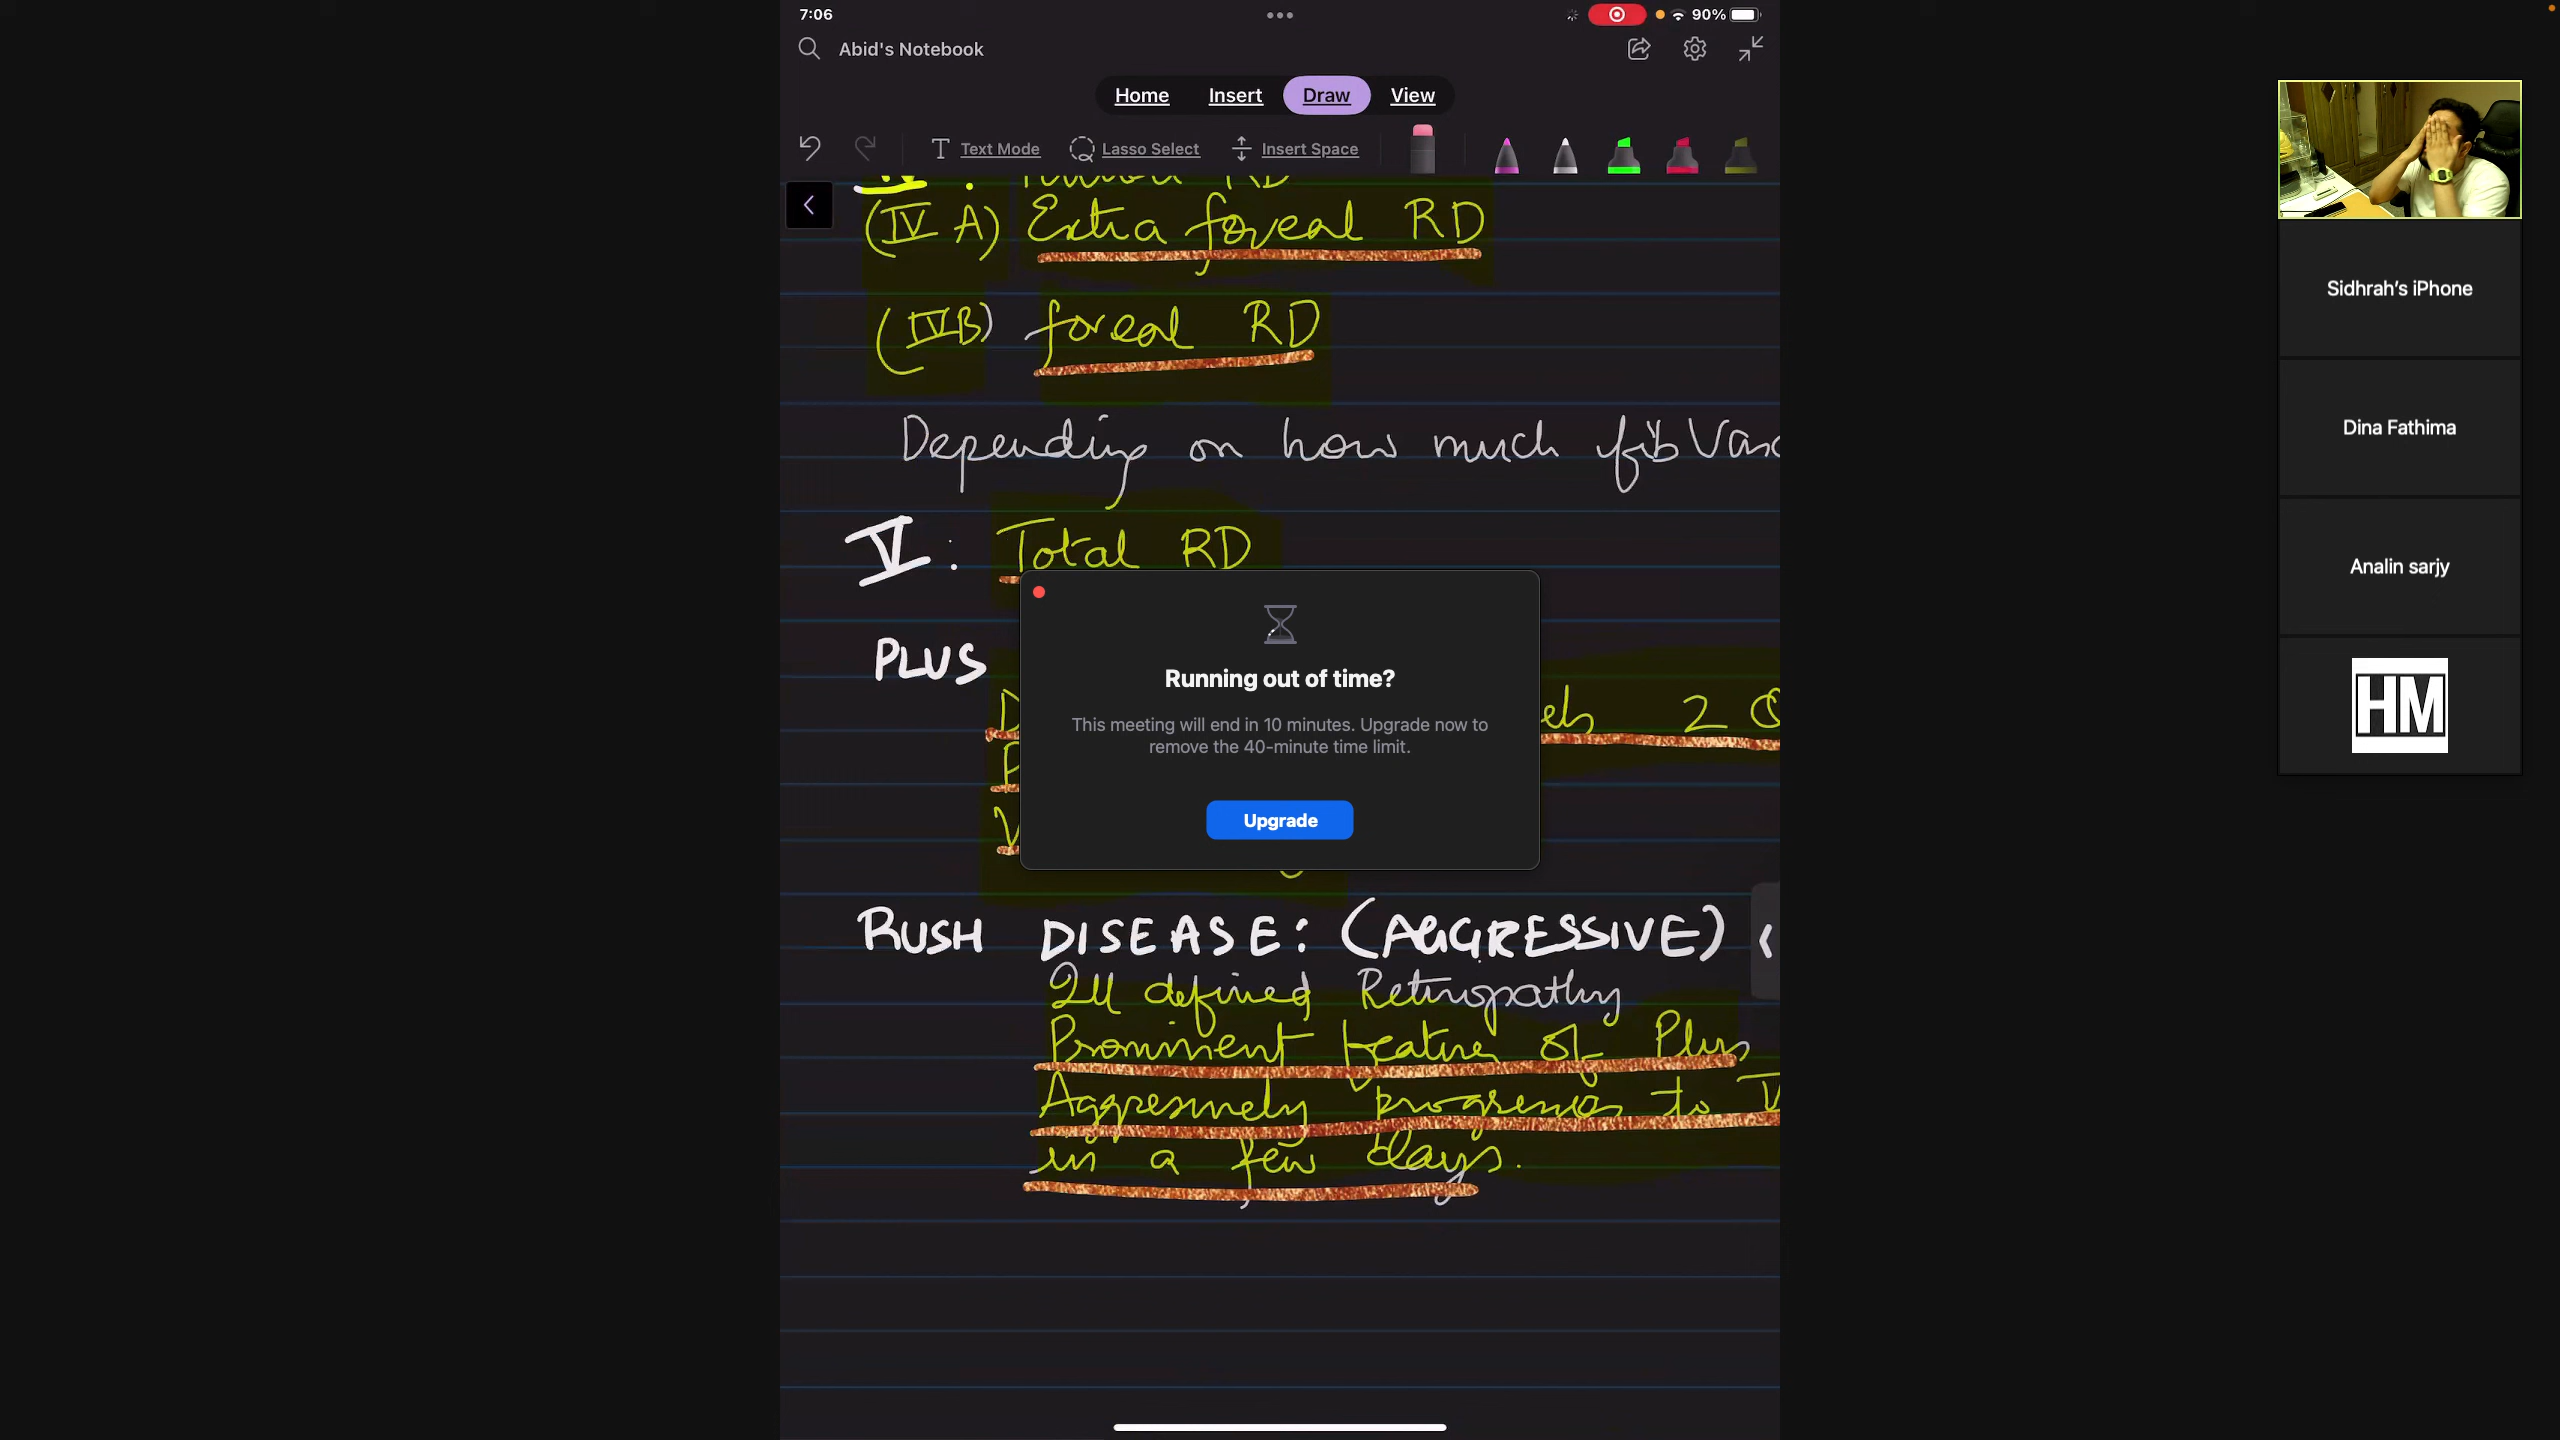 7:06
90%
Abid's Notebook
Home Insert Draw View
Text Mode Lasso Select Insert Space
(IV A) Extra foveal RD
(IVB) foveal RD
Depending on how much fib Vasc
V : Total RD
PLUS
2
RUSH DISEASE: (AGGRESSIVE)
Ill defined Retinopathy
Prominent feature of Plus
Aggressively progresses to V
in a few days.
Running out of time?
This meeting will end in 10 minutes. Upgrade now to
remove the 40-minute time limit.
Upgrade
Sidhrah's iPhone
Dina Fathima
Analin sarjy
HM